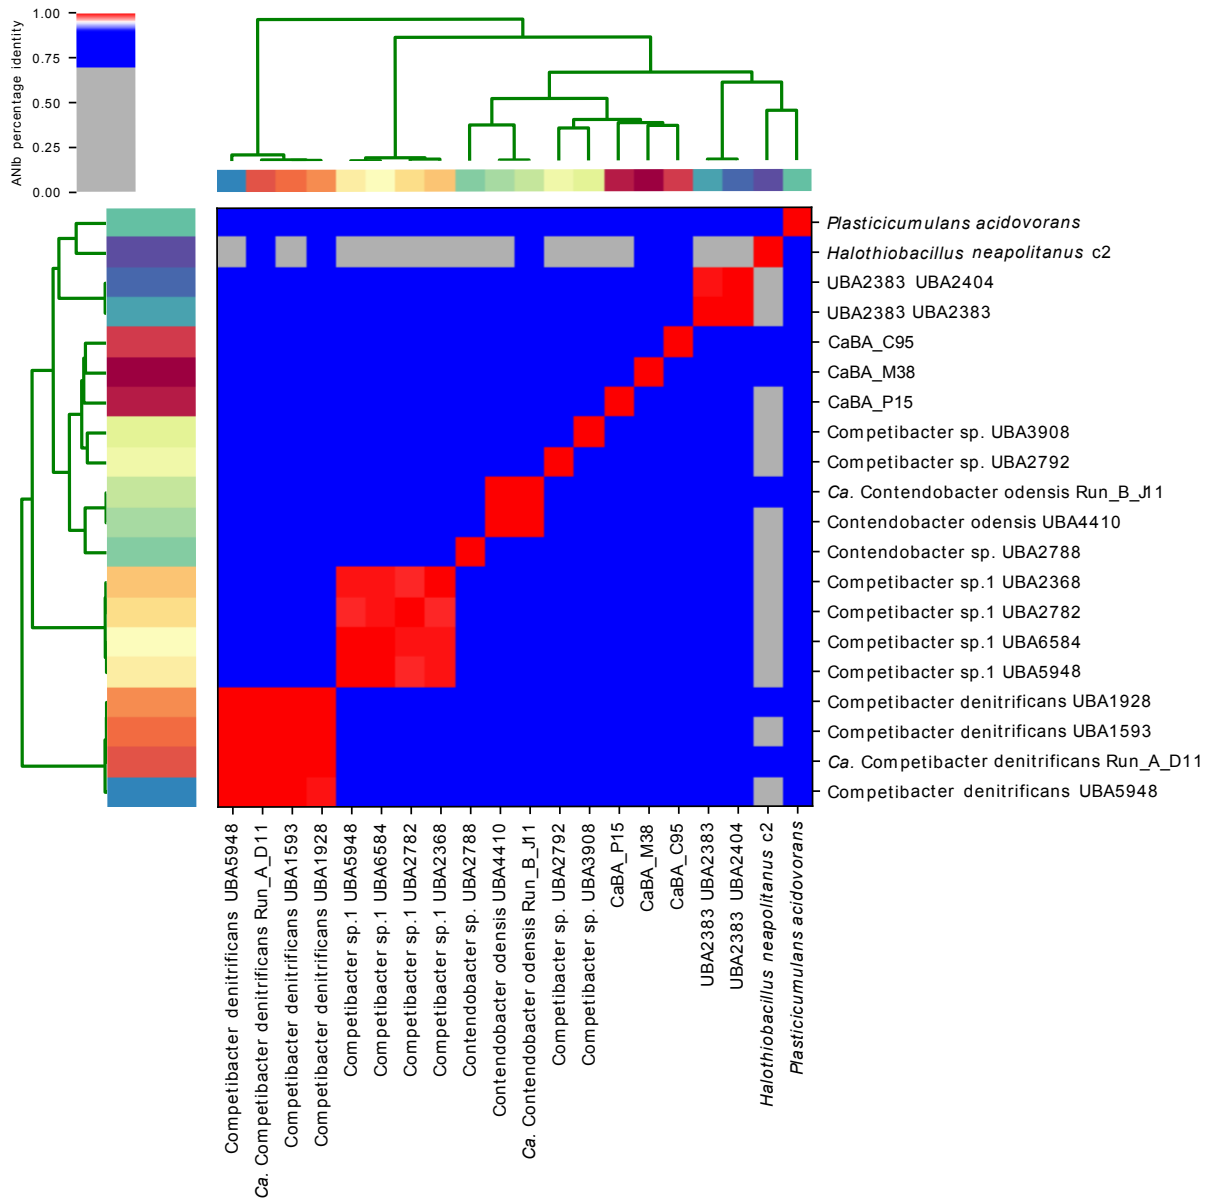 ANIb percentage identity
1.00
0.75
0.50
0.25
0.00
Plasticicumulans acidovorans
Halothiobacillus neapolitanus c2
UBA2383 UBA2404
UBA2383 UBA2383
CaBA_C95
CaBA_M38
CaBA_P15
Competibacter sp. UBA3908
Competibacter sp. UBA2792
Ca. Contendobacter odensis Run_B_J11
Contendobacter odensis UBA4410
Contendobacter sp. UBA2788
Competibacter sp.1 UBA2368
Competibacter sp.1 UBA2782
Competibacter sp.1 UBA6584
Competibacter sp.1 UBA5948
Competibacter denitrificans UBA1928
Competibacter denitrificans UBA1593
Ca. Competibacter denitrificans Run_A_D11
Competibacter denitrificans UBA5948
Competibacter denitrificans UBA5948
Ca. Competibacter denitrificans Run_A_D11
Competibacter denitrificans UBA1593
Competibacter denitrificans UBA1928
Competibacter sp.1 UBA5948
Competibacter sp.1 UBA6584
Competibacter sp.1 UBA2782
Competibacter sp.1 UBA2368
Contendobacter sp. UBA2788
Contendobacter odensis UBA4410
Ca. Contendobacter odensis Run_B_J11
Competibacter sp. UBA2792
Competibacter sp. UBA3908
CaBA_P15
CaBA_M38
CaBA_C95
UBA2383 UBA2383
UBA2383 UBA2404
Halothiobacillus neapolitanus c2
Plasticicumulans acidovorans